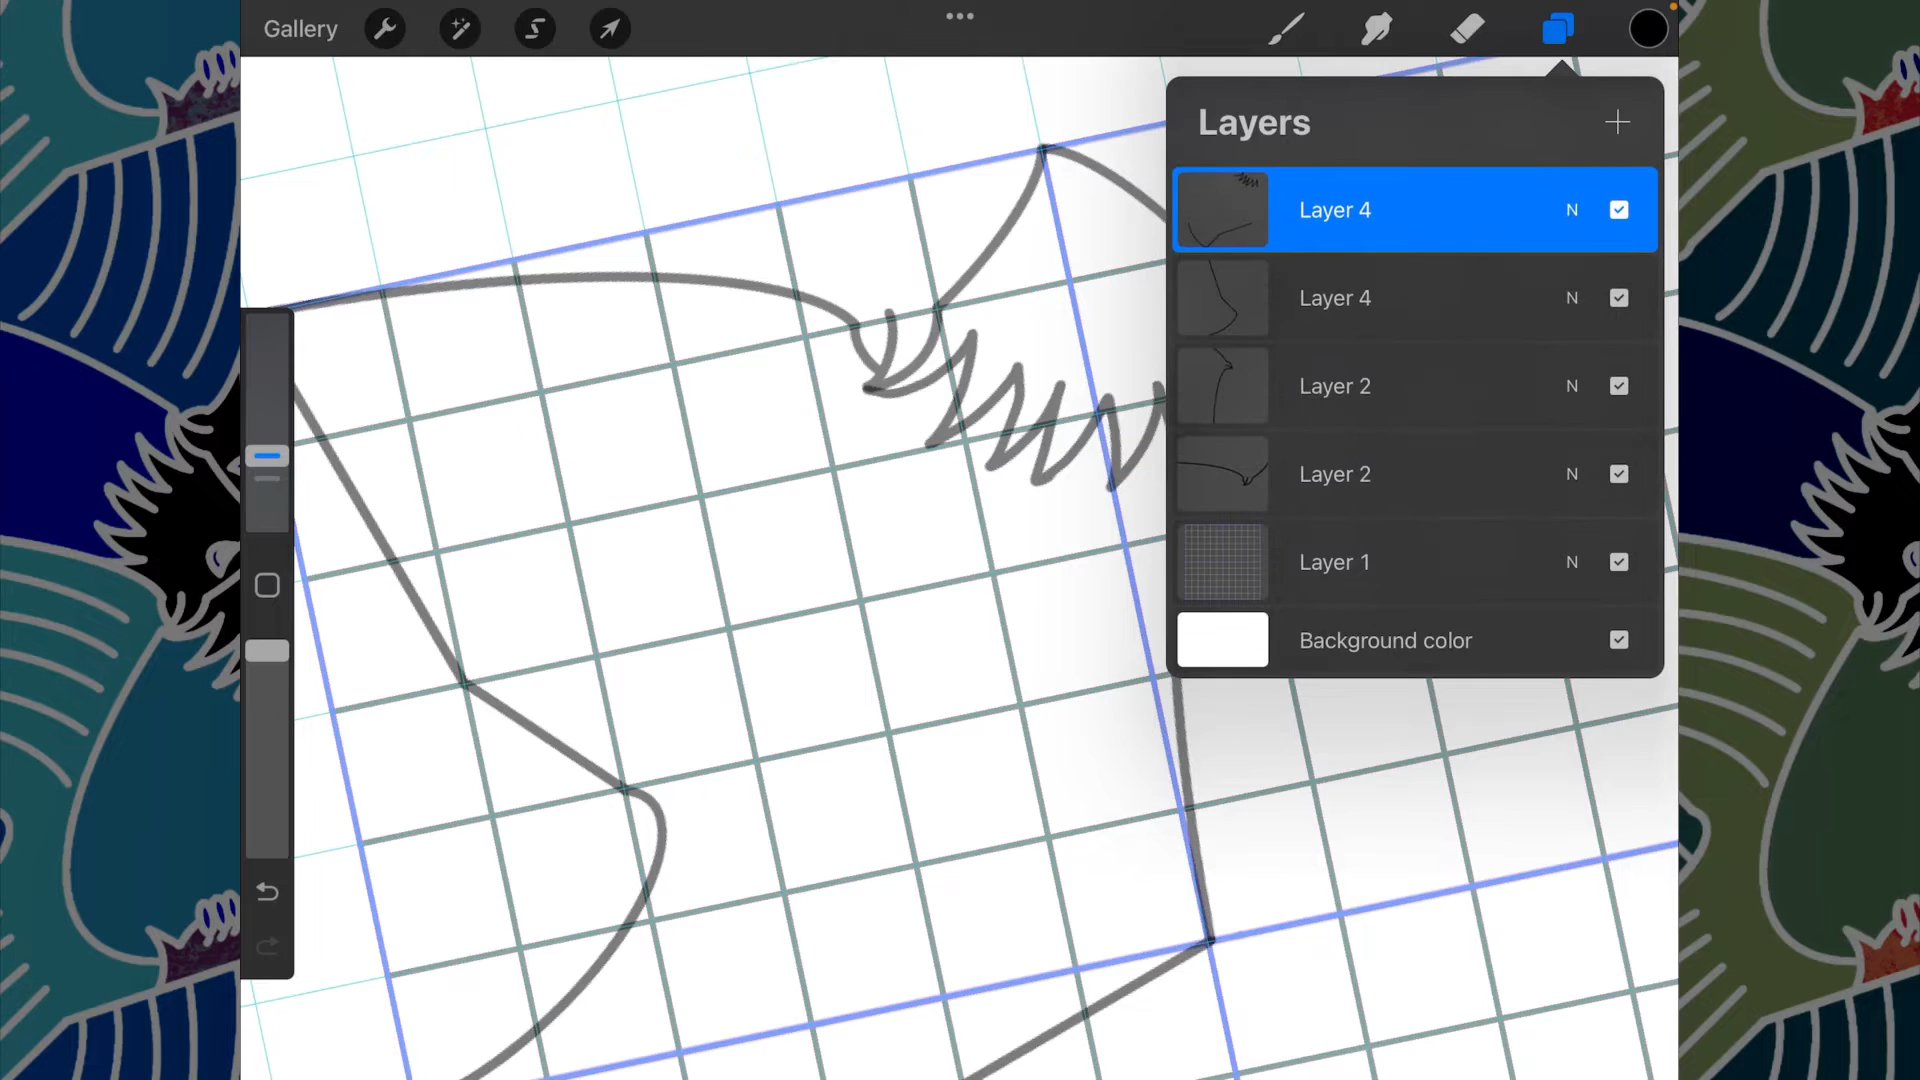 Gallery
Layers
Layer 4 N
Layer 4 N
Layer 2 N
Layer 2 N
Layer 1 N
Background color